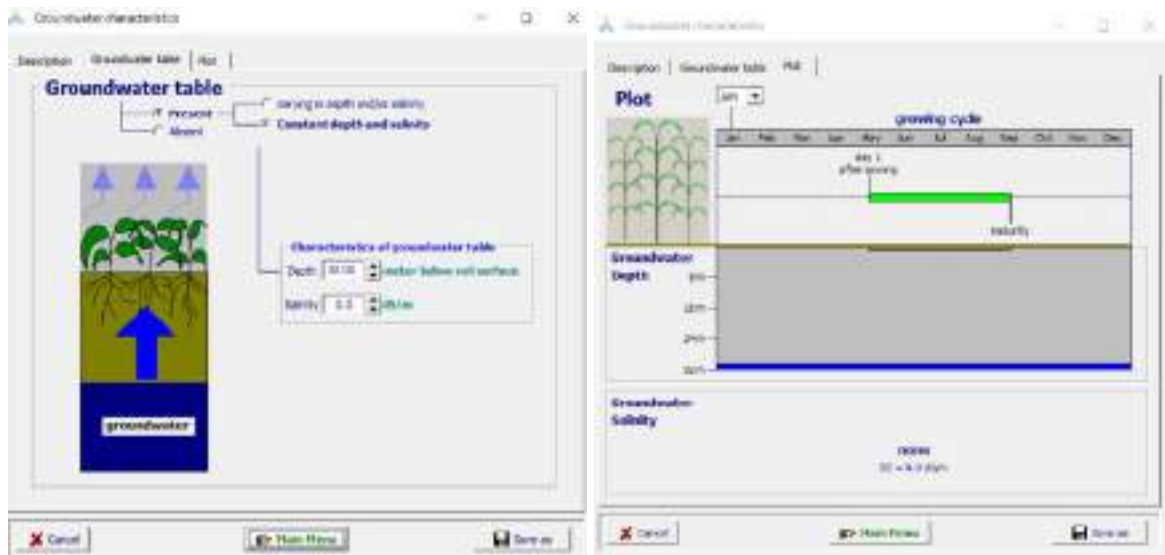 Groundwater characteristics
Description
Groundwater table
Plot
Groundwater table
Present
Absent
varying in depth and/or salinity
Constant depth and salinity
Characteristics of groundwater table
Depth
meter below soil surface
Salinity
dS/m
groundwater
Cancel
Main Menu
Save as
Groundwater characteristics
Description
Groundwater table
Plot
Plot
Jan
growing cycle
Jan Feb Mar Apr May Jun Jul Aug Sep Oct Nov Dec
day 1
after sowing
maturity
Groundwater
Depth
Groundwater
Salinity
Cancel
Main Menu
Save as